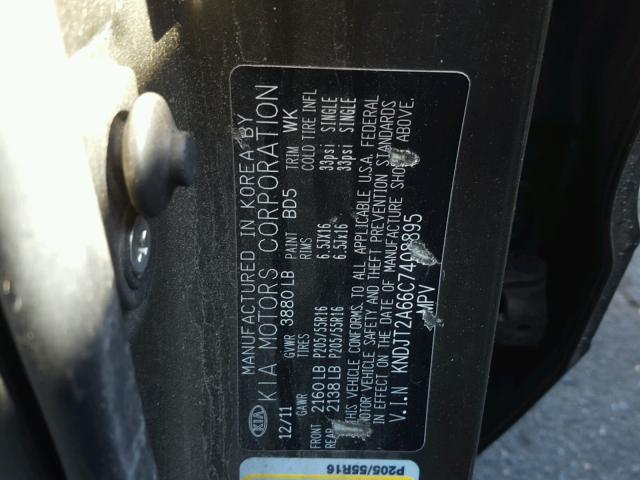 MANUFACTURED IN KOREA BY
KIA MOTORS CORPORATION
KIA
12/11 GVWR 3880 LB PAINT BD5 TRIM WK
GAWR TIRES RIMS COLD TIRE INFL
FRONT 2160 LB P205/55R16 6.5JX16 33psi SINGLE
REAR 2138 LB P205/55R16 6.5JX16 33psi SINGLE
THIS VEHICLE CONFORMS TO ALL APPLICABLE U.S.A. FEDERAL
MOTOR VEHICLE SAFETY AND THEFT PREVENTION STANDARDS
IN EFFECT ON THE DATE OF MANUFACTURE SHOWN ABOVE.
V.I.N KNDJT2A66C7408895
MPV
P205/55R16